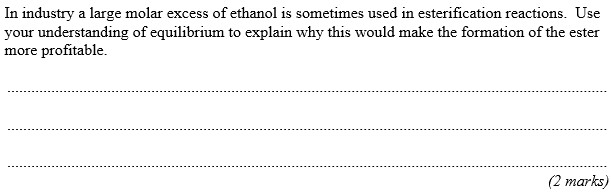 In industry a large molar excess of ethanol is sometimes used in esterification reactions.  Use
your understanding of equilibrium to explain why this would make the formation of the ester
more profitable.
(2 marks)